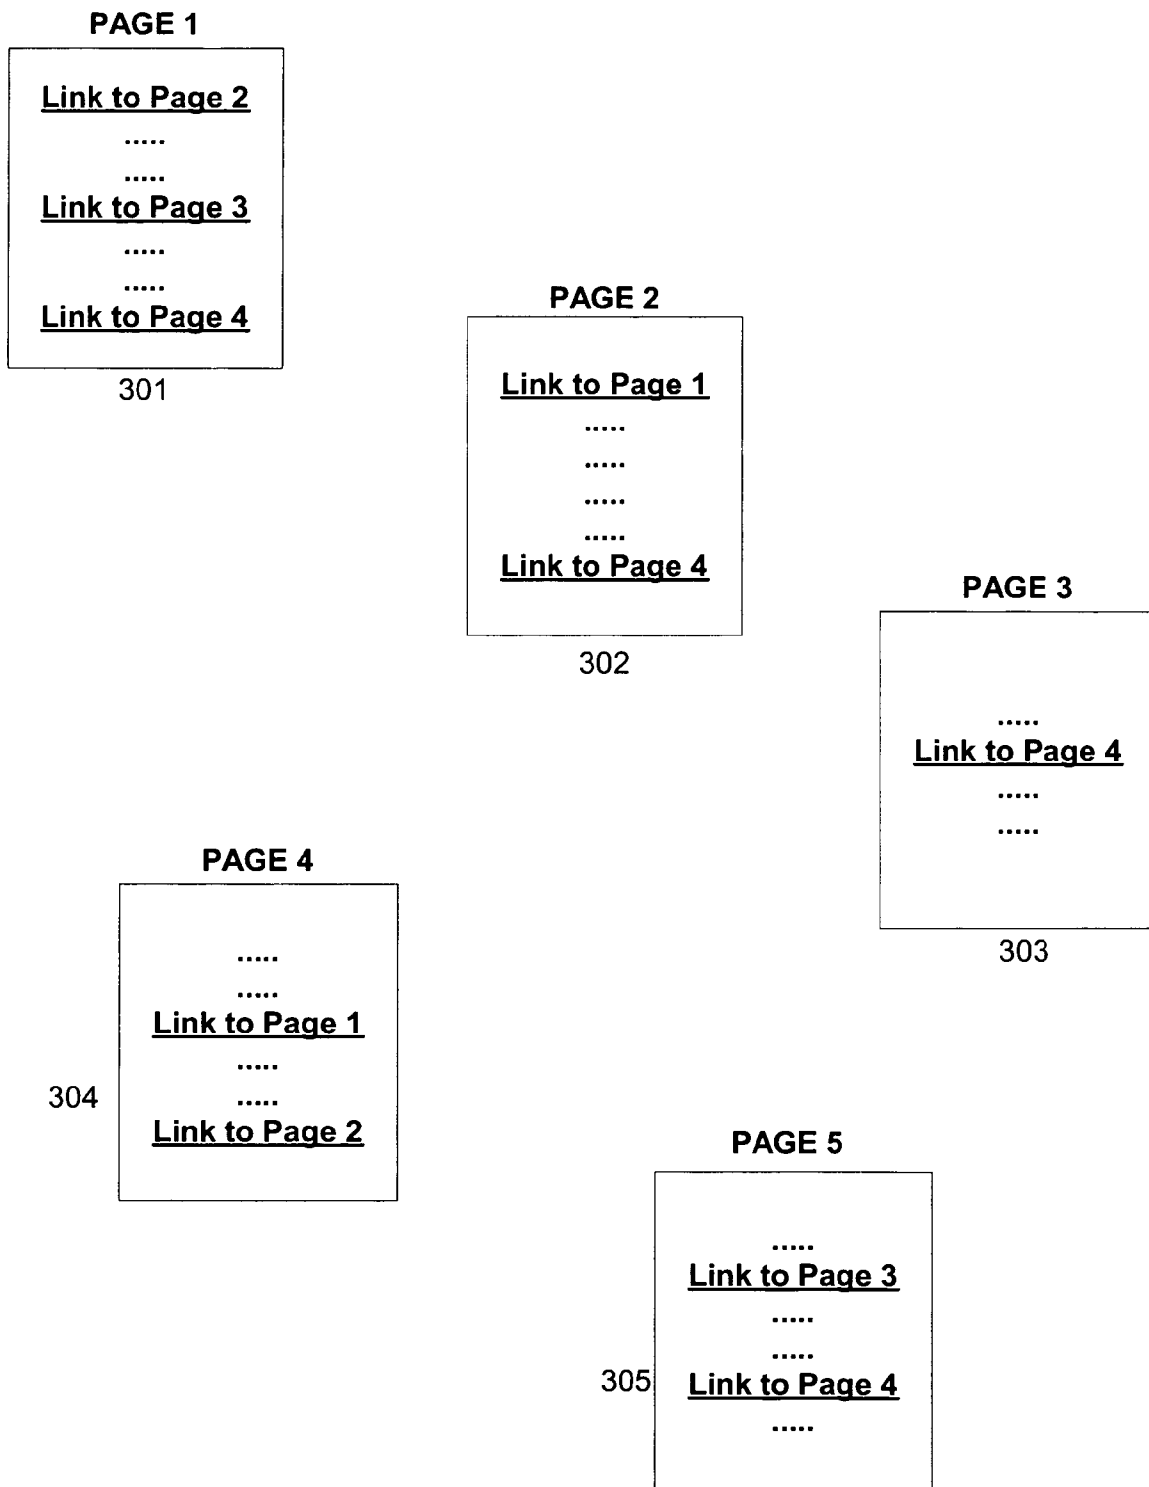 PAGE 1
Link to Page 2
.....
.....
Link to Page 3
.....
.....
Link to Page 4
301
PAGE 2
Link to Page 1
.....
.....
.....
.....
Link to Page 4
302
PAGE 3
.....
Link to Page 4
.....
.....
303
PAGE 4
.....
.....
Link to Page 1
.....
.....
Link to Page 2
304
PAGE 5
.....
Link to Page 3
.....
.....
Link to Page 4
.....
305